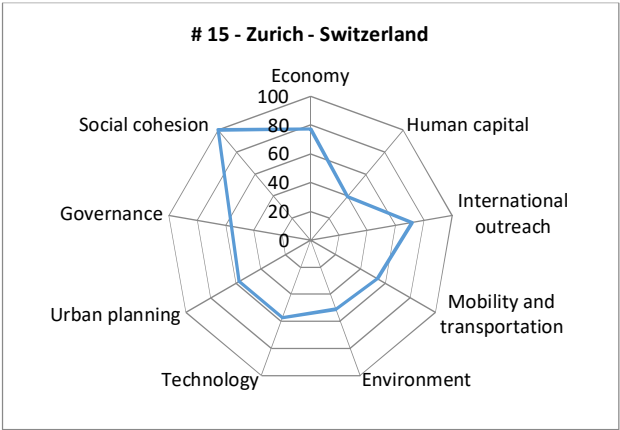 # 15 - Zurich - Switzerland
Economy
100
80
60
40
20
0
Human capital
International
outreach
Mobility and
transportation
Environment
Technology
Urban planning
Governance
Social cohesion